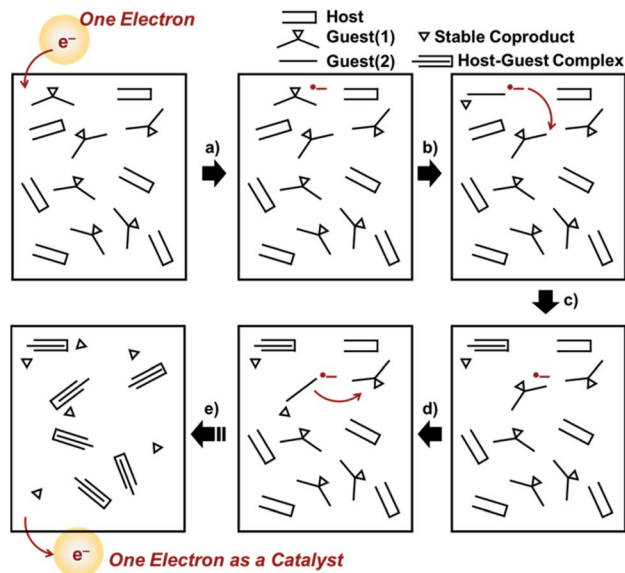 One Electron
e⁻
Host
Guest(1)
Guest(2)
Stable Coproduct
Host-Guest Complex
a)
b)
c)
d)
e)
e⁻
One Electron as a Catalyst